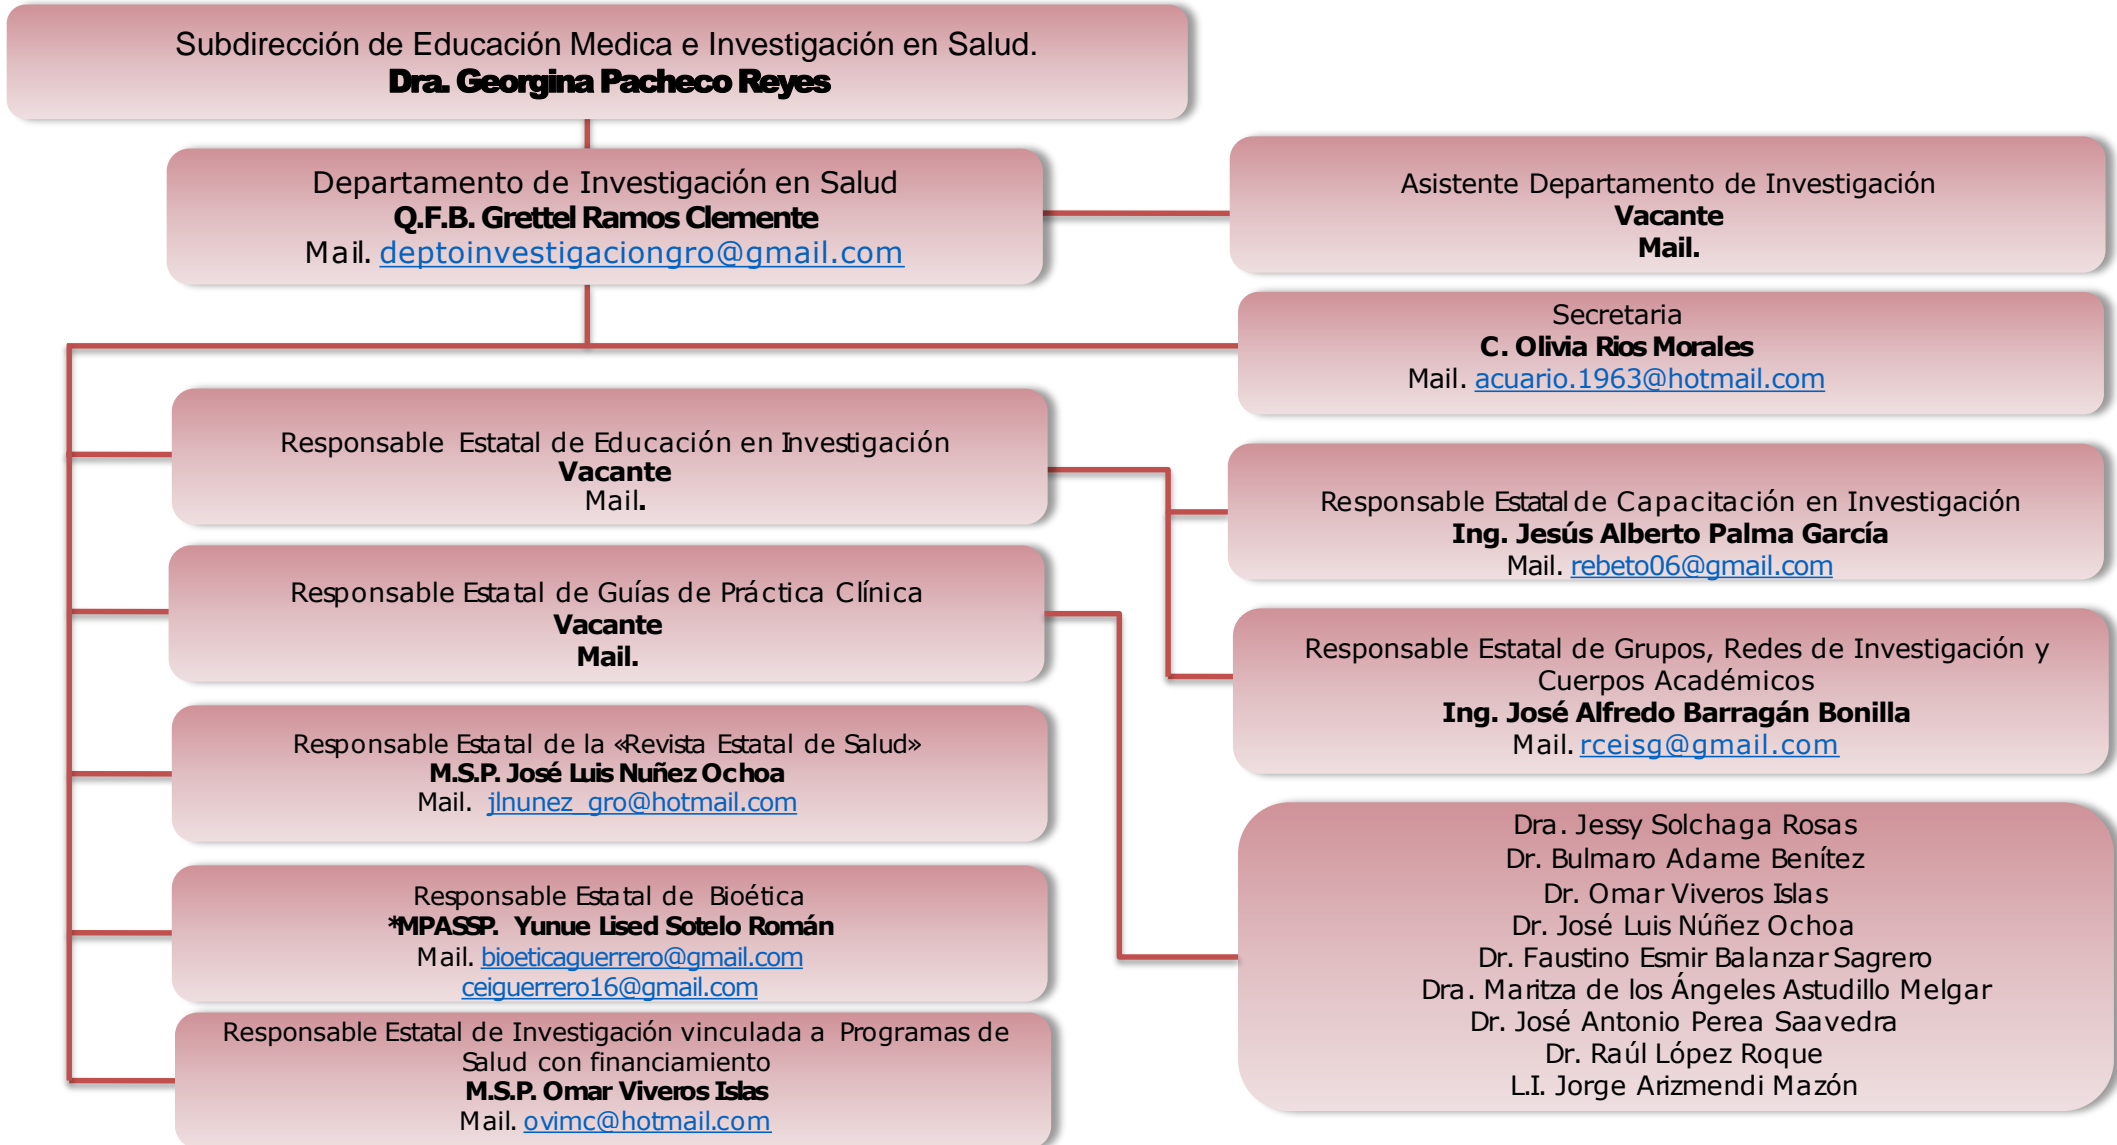 Subdirección de Educación Medica e Investigación en Salud.
Dra. Georgina Pacheco Reyes
Departamento de Investigación en Salud
Q.F.B. Grettel Ramos Clemente
Mail. deptoinvestigaciongro@gmail.com
Asistente Departamento de Investigación
Vacante
Mail.
Secretaria
C. Olivia Rios Morales
Mail. acuario.1963@hotmail.com
Responsable Estatal de Educación en Investigación
Vacante
Mail.
Responsable Estatal de Capacitación en Investigación
Ing. Jesús Alberto Palma García
Mail. rebeto06@gmail.com
Responsable Estatal de Grupos, Redes de Investigación y
Cuerpos Académicos
Ing. José Alfredo Barragán Bonilla
Mail. rceisg@gmail.com
Responsable Estatal de Guías de Práctica Clínica
Vacante
Mail.
Dra. Jessy Solchaga Rosas
Dr. Bulmaro Adame Benítez
Dr. Omar Viveros Islas
Dr. José Luis Núñez Ochoa
Dr. Faustino Esmir Balanzar Sagrero
Dra. Maritza de los Ángeles Astudillo Melgar
Dr. José Antonio Perea Saavedra
Dr. Raúl López Roque
L.I. Jorge Arizmendi Mazón
Responsable Estatal de la «Revista Estatal de Salud»
M.S.P. José Luis Nuñez Ochoa
Mail. jlnunez_gro@hotmail.com
Responsable Estatal de Bioética
*MPASSP. Yunue Lised Sotelo Román
Mail. bioeticaguerrero@gmail.com
ceiguerrero16@gmail.com
Responsable Estatal de Investigación vinculada a Programas de
Salud con financiamiento
M.S.P. Omar Viveros Islas
Mail. ovimc@hotmail.com